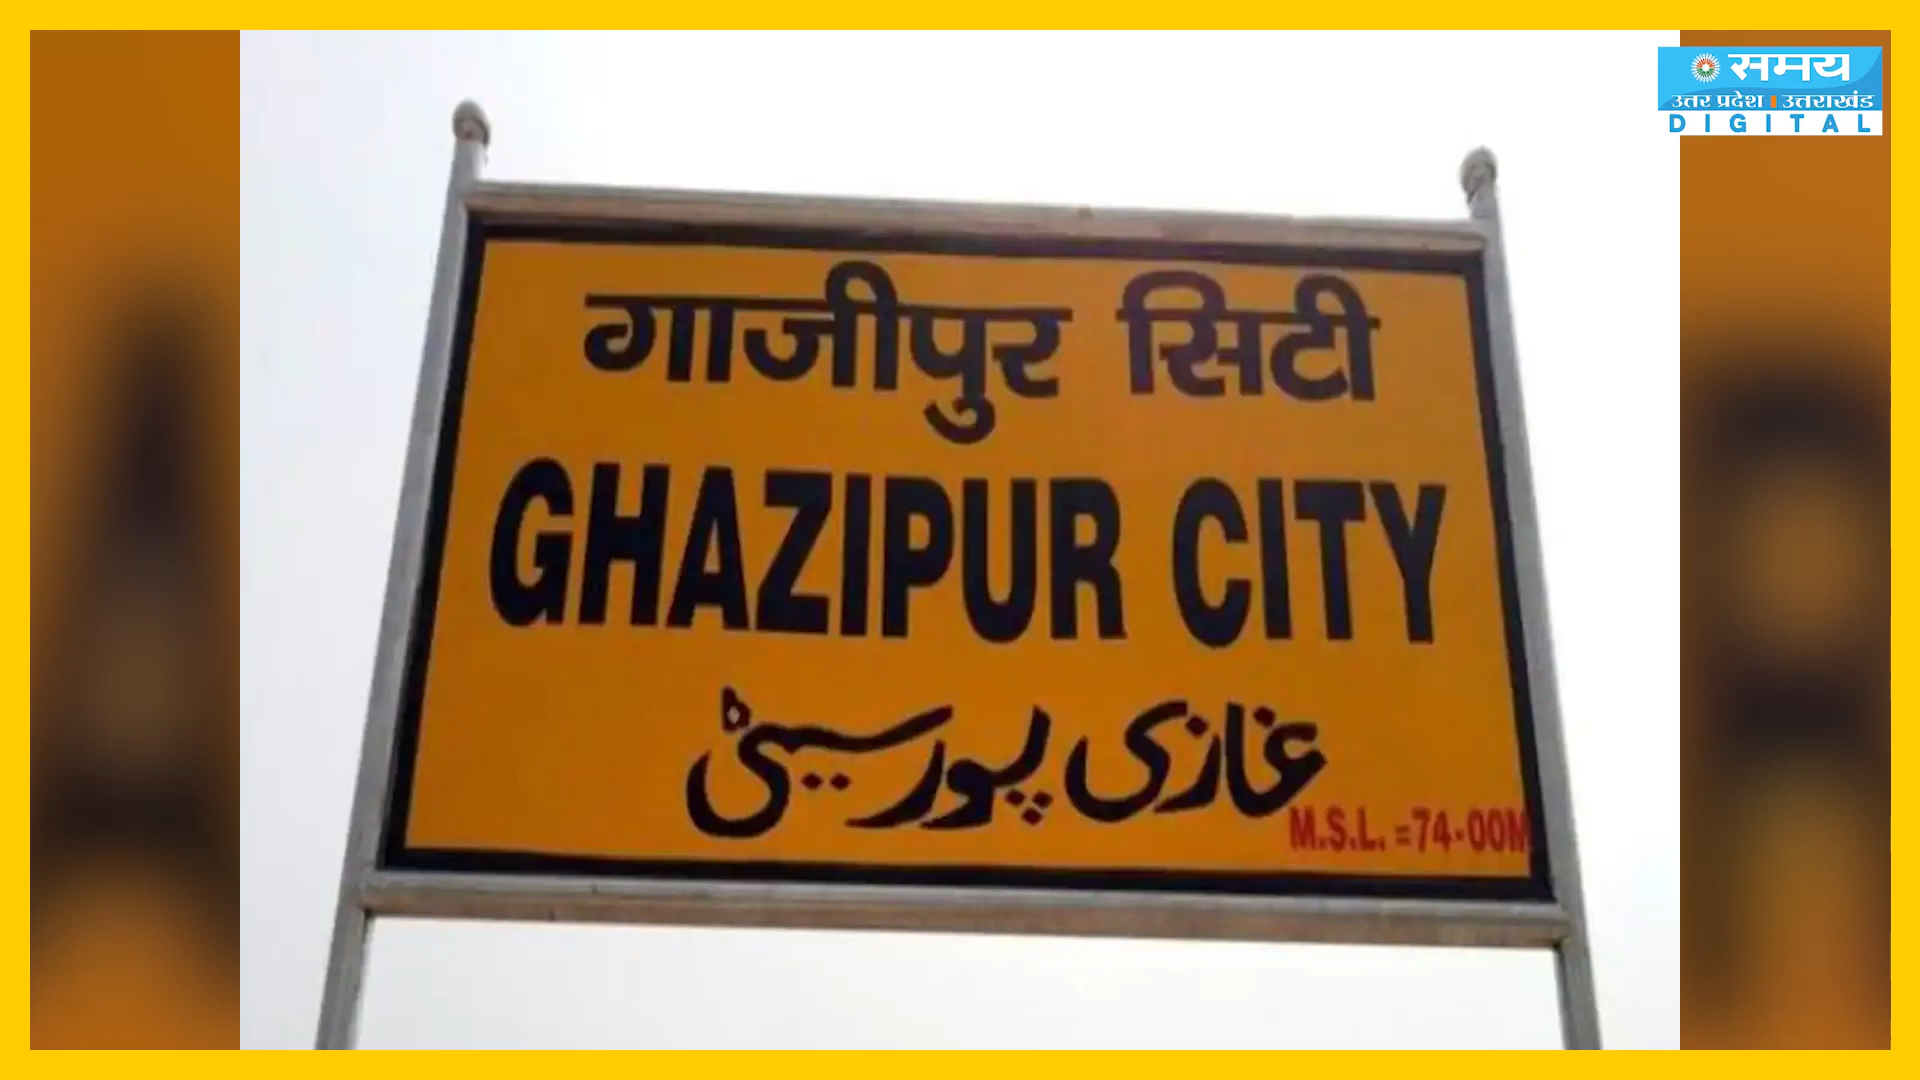 समय
उत्तर प्रदेश | उत्तराखंड
DIGITAL
गाजीपुर सिटी
GHAZIPUR CITY
غازی پور سیٹی
M.S.L. =74.00M